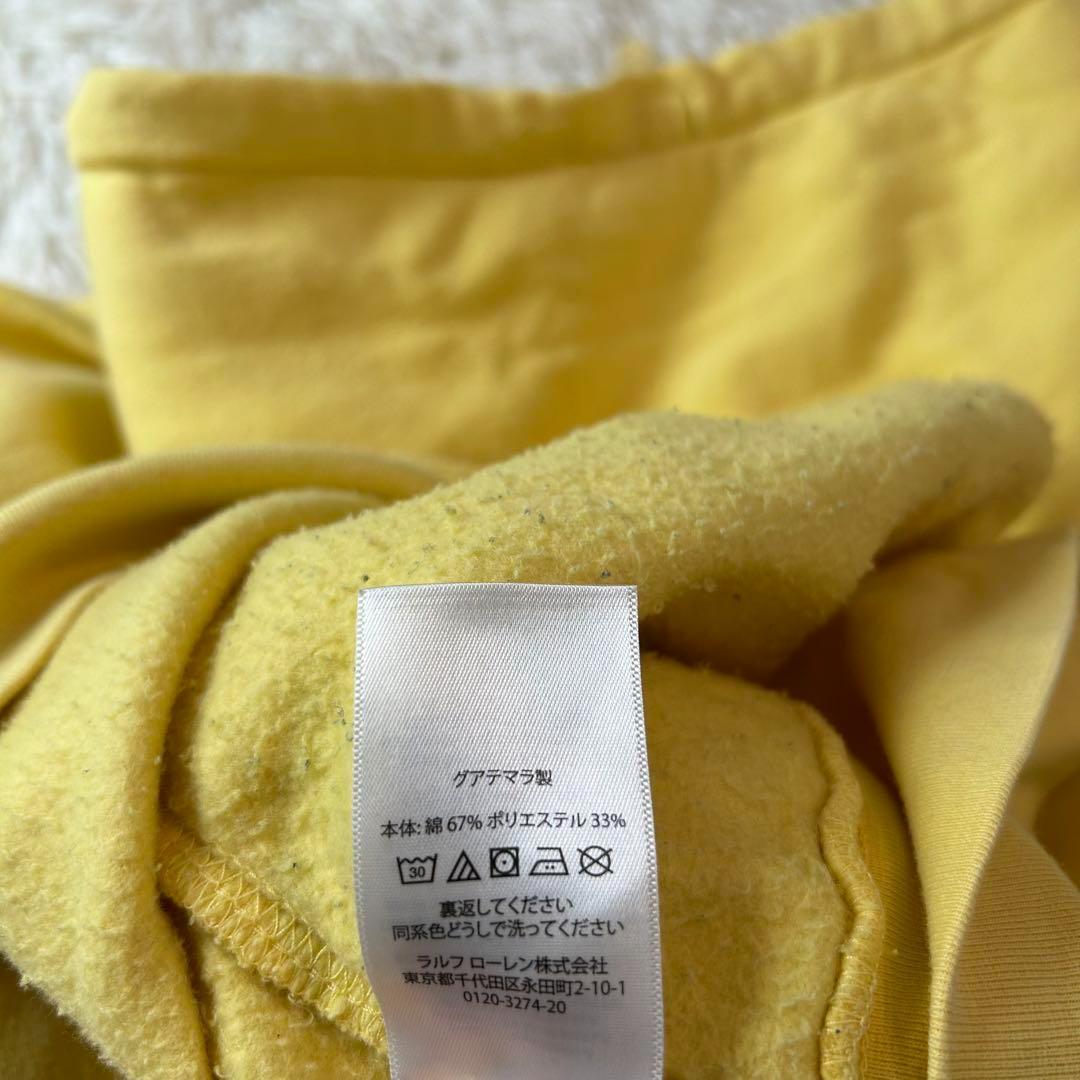 グアテマラ製
本体: 綿 67% ポリエステル 33%
30
裏返してください
同系色どうしで洗ってください
ラルフ ローレン株式会社
東京都千代田区永田町2-10-1
0120-3274-20